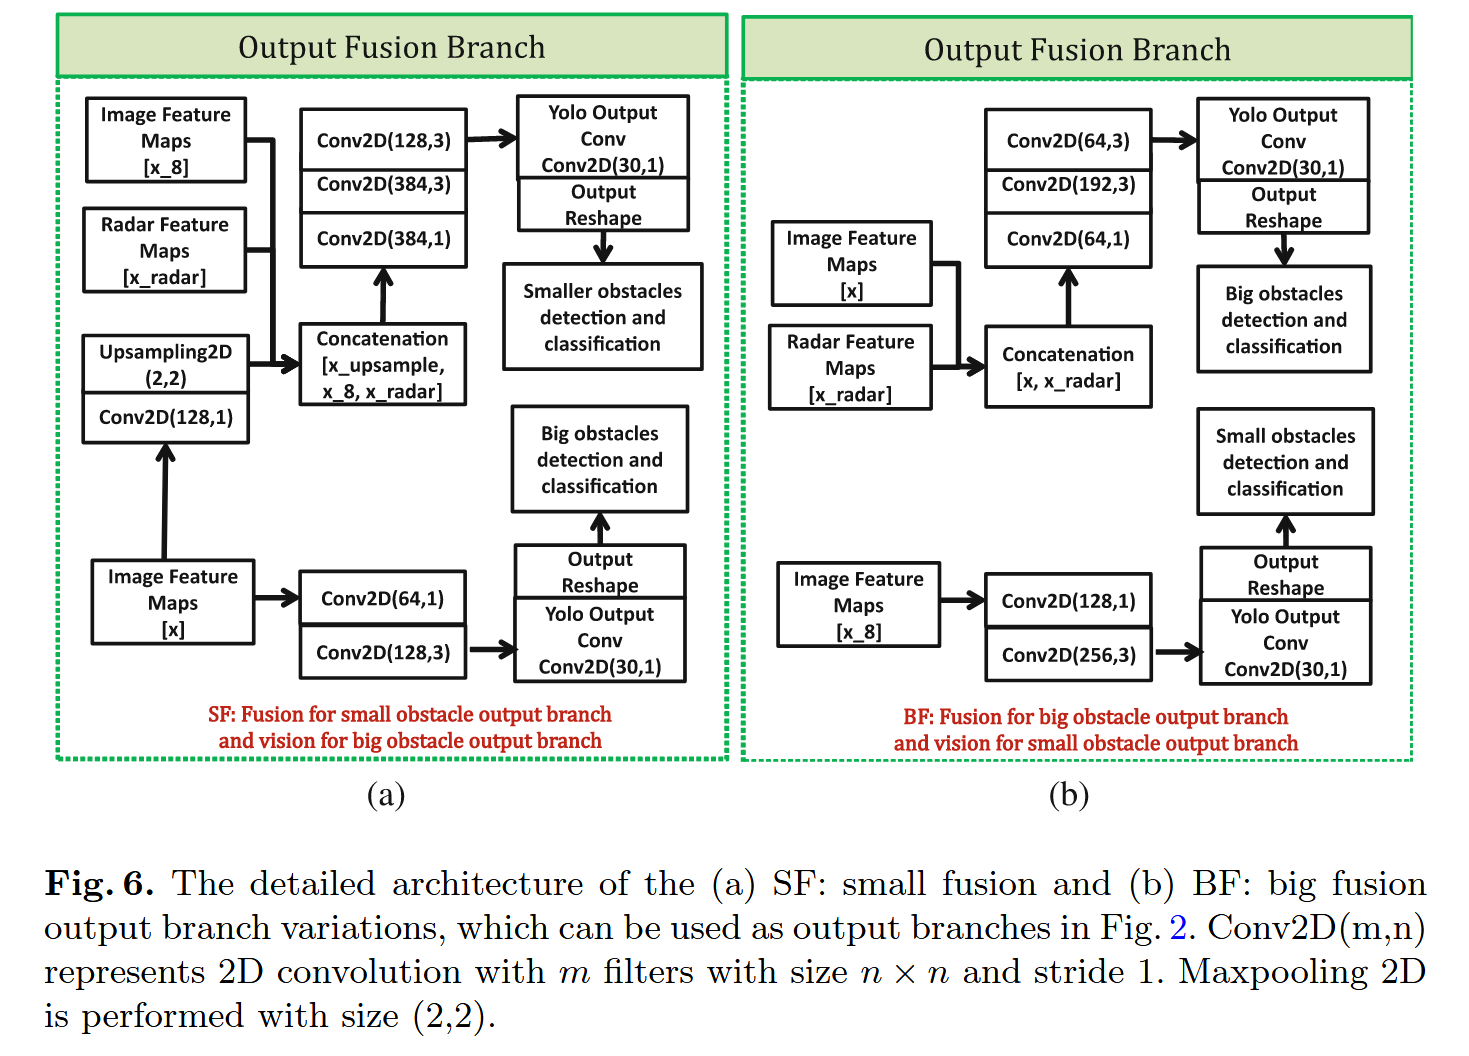 Output Fusion Branch
Image Feature
Maps
[x_8]
Radar Feature
Maps
[x_radar]
Upsampling2D
(2,2)
Conv2D(128,1)
Image Feature
Maps
[x]
Conv2D(128,3)
Conv2D(384,3)
Conv2D(384,1)
Concatenation
[x_upsample,
x_8, x_radar]
Yolo Output
Conv
Conv2D(30,1)
Output
Reshape
Smaller obstacles
detection and
classification
Big obstacles
detection and
classification
Output
Reshape
Yolo Output
Conv
Conv2D(30,1)
Conv2D(64,1)
Conv2D(128,3)
SF: Fusion for small obstacle output branch
and vision for big obstacle output branch
(a)
Output Fusion Branch
Image Feature
Maps
[x]
Radar Feature
Maps
[x_radar]
Conv2D(64,3)
Conv2D(192,3)
Conv2D(64,1)
Concatenation
[x, x_radar]
Yolo Output
Conv
Conv2D(30,1)
Output
Reshape
Big obstacles
detection and
classification
Small obstacles
detection and
classification
Output
Reshape
Yolo Output
Conv
Conv2D(30,1)
Image Feature
Maps
[x_8]
Conv2D(128,1)
Conv2D(256,3)
BF: Fusion for big obstacle output branch
and vision for small obstacle output branch
(b)
Fig. 6. The detailed architecture of the (a) SF: small fusion and (b) BF: big fusion
output branch variations, which can be used as output branches in Fig. 2. Conv2D(m,n)
represents 2D convolution with m filters with size n × n and stride 1. Maxpooling 2D
is performed with size (2,2).